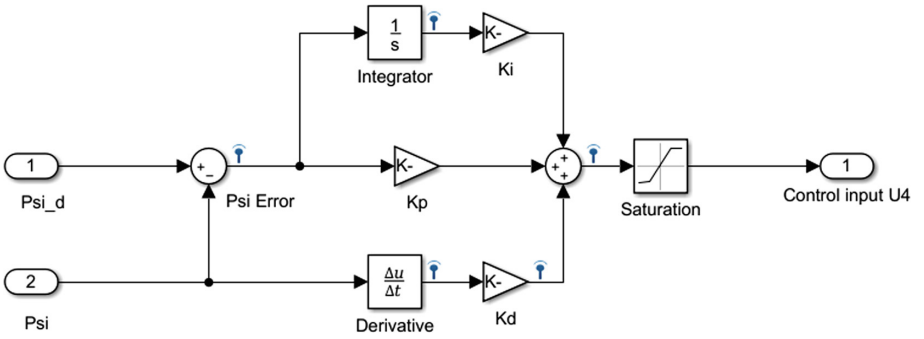 1
s
K-
Integrator
Ki
1
+
−
K-
+
+
+
1
Psi_d
Psi Error
Kp
Saturation
Control input U4
2
Δu
Δt
K-
Psi
Derivative
Kd